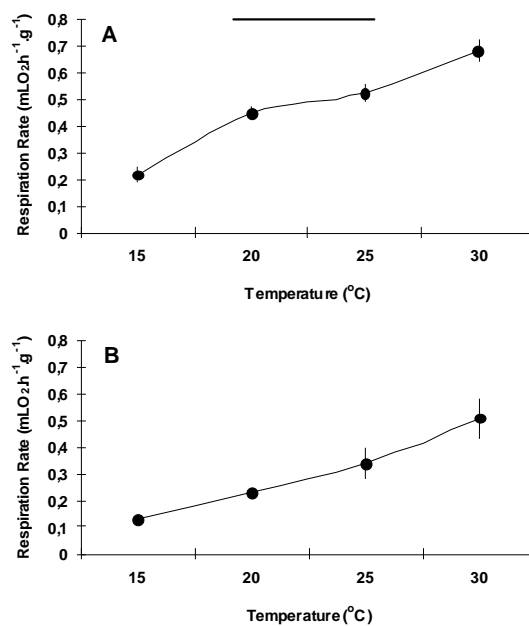 A
Respiration Rate (mLO₂.h⁻¹.g⁻¹)
0,8
0,7
0,6
0,5
0,4
0,3
0,2
0,1
0
15 20 25 30
Temperature (°C)
B
Respiration Rate (mLO₂.h⁻¹.g⁻¹)
0,8
0,7
0,6
0,5
0,4
0,3
0,2
0,1
0
15 20 25 30
Temperature (°C)